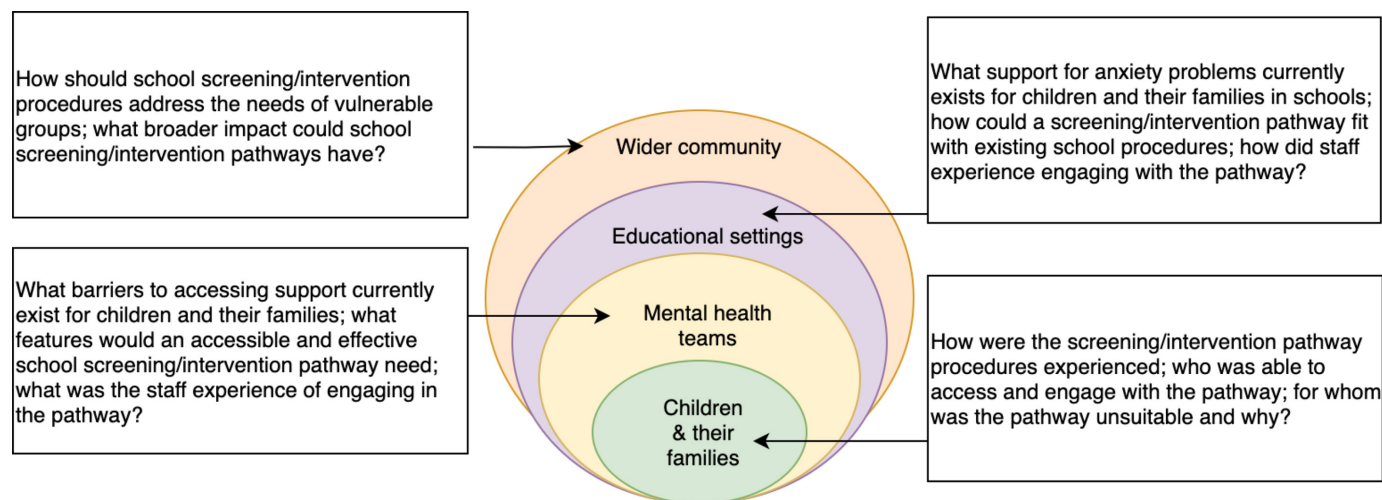 How should school screening/intervention
procedures address the needs of vulnerable
groups; what broader impact could school
screening/intervention pathways have?
What support for anxiety problems currently
exists for children and their families in schools;
how could a screening/intervention pathway fit
with existing school procedures; how did staff
experience engaging with the pathway?
Wider community
Educational settings
What barriers to accessing support currently
exist for children and their families; what
features would an accessible and effective
school screening/intervention pathway need;
what was the staff experience of engaging in
the pathway?
Mental health
teams
How were the screening/intervention pathway
procedures experienced; who was able to
access and engage with the pathway; for whom
was the pathway unsuitable and why?
Children
& their
families